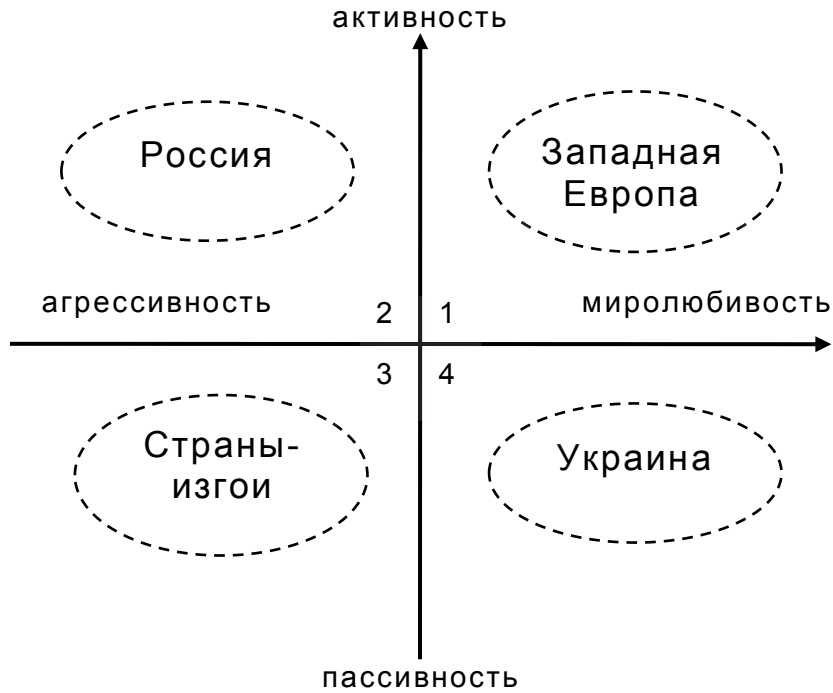 активность
Россия
Западная
Европа
агрессивность
2
1
миролюбивость
3
4
Страны-
изгои
Украина
пассивность